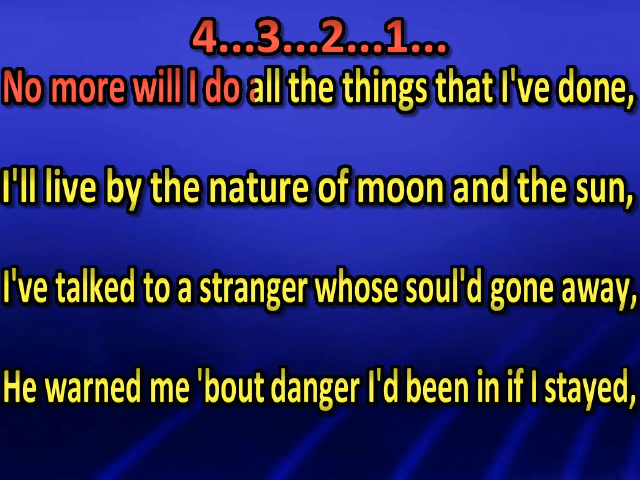 4...3...2...1...
No more will I do all the things that I've done,
I'll live by the nature of moon and the sun,
I've talked to a stranger whose soul'd gone away,
He warned me 'bout danger I'd been in if I stayed,